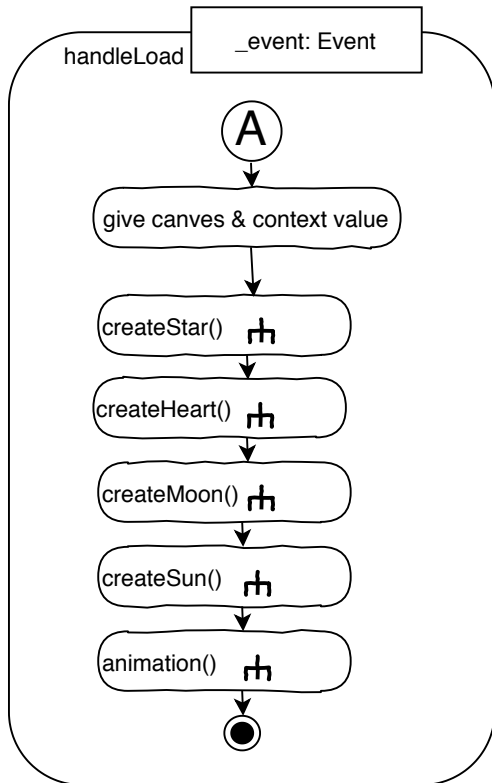 _event: Event
handleLoad
A
give canves & context value
createStar()
createHeart()
createMoon()
createSun()
animation()